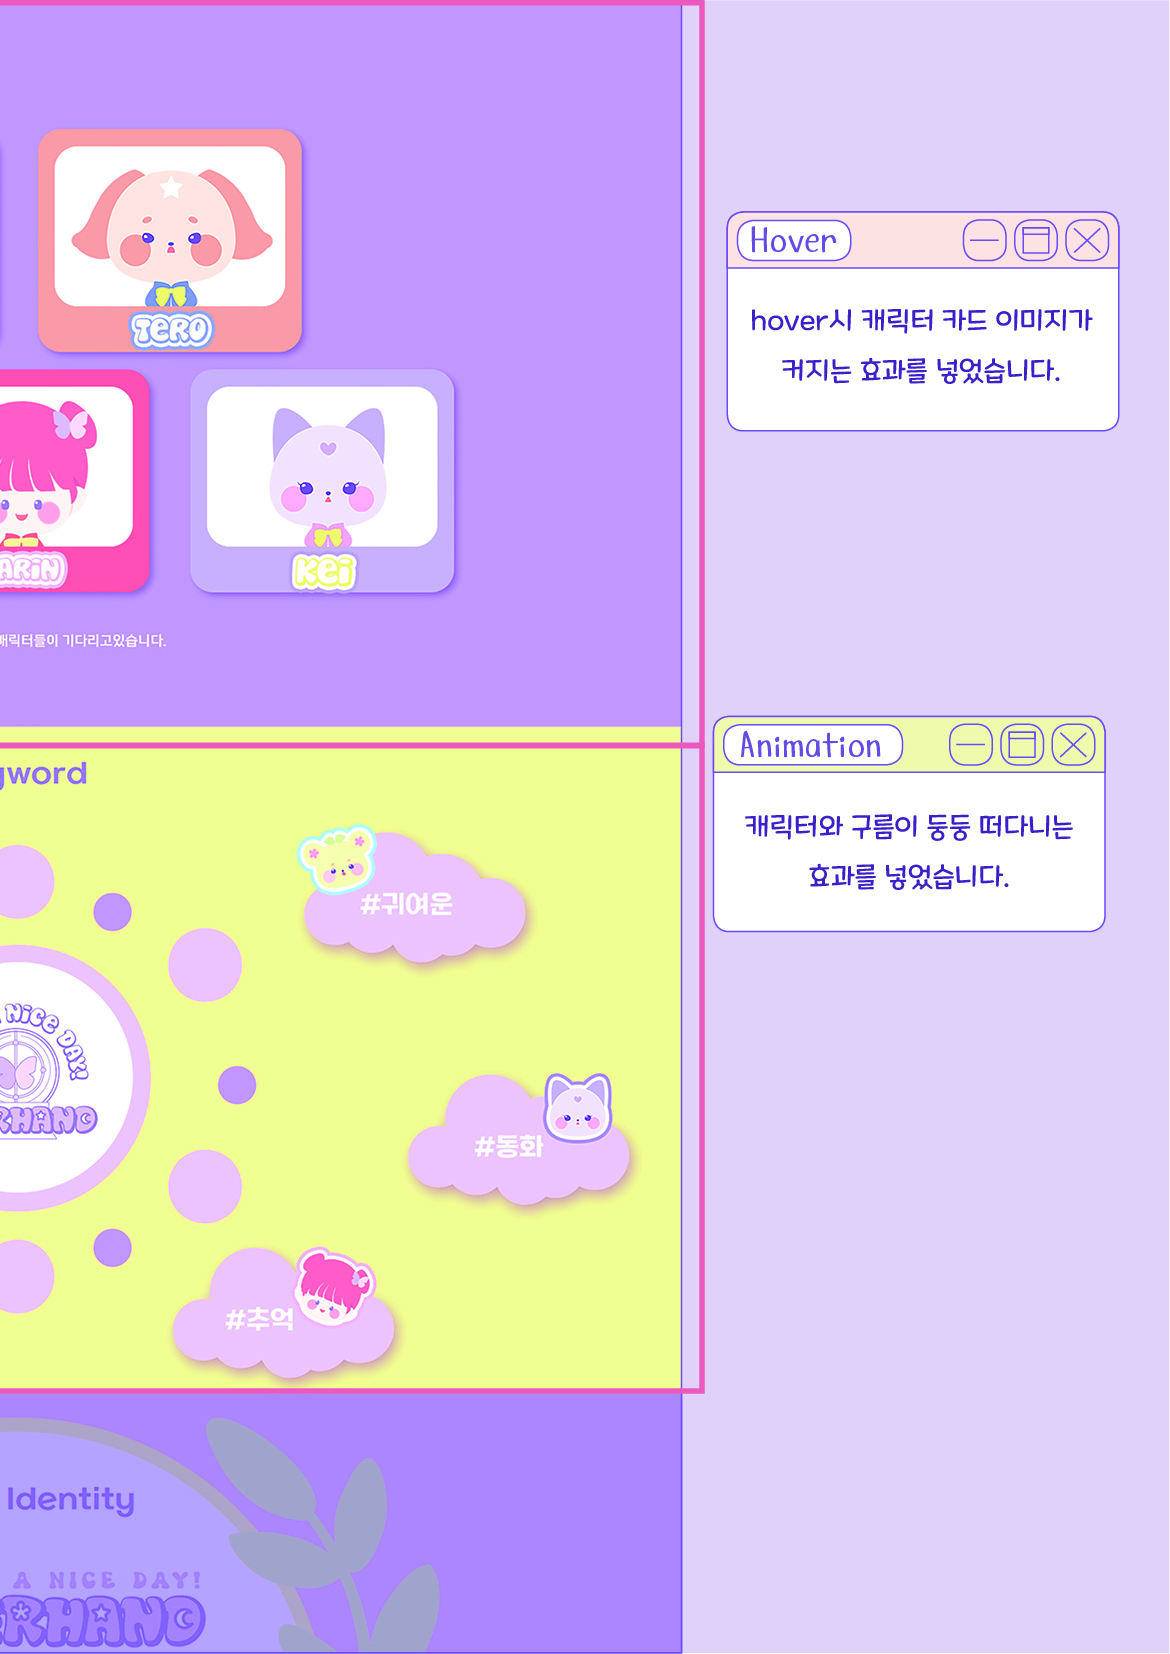 TERO
Hover
hover시 캐릭터 카드 이미지가
커지는 효과를 넣었습니다.
ARiN
Kei
캐릭터들이 기다리고있습니다.
yword
Animation
캐릭터와 구름이 둥둥 떠다니는
효과를 넣었습니다.
#귀여운
NiCE DAY!
RHAND
#동화
#추억
Identity
A NICE DAY!
RHAND